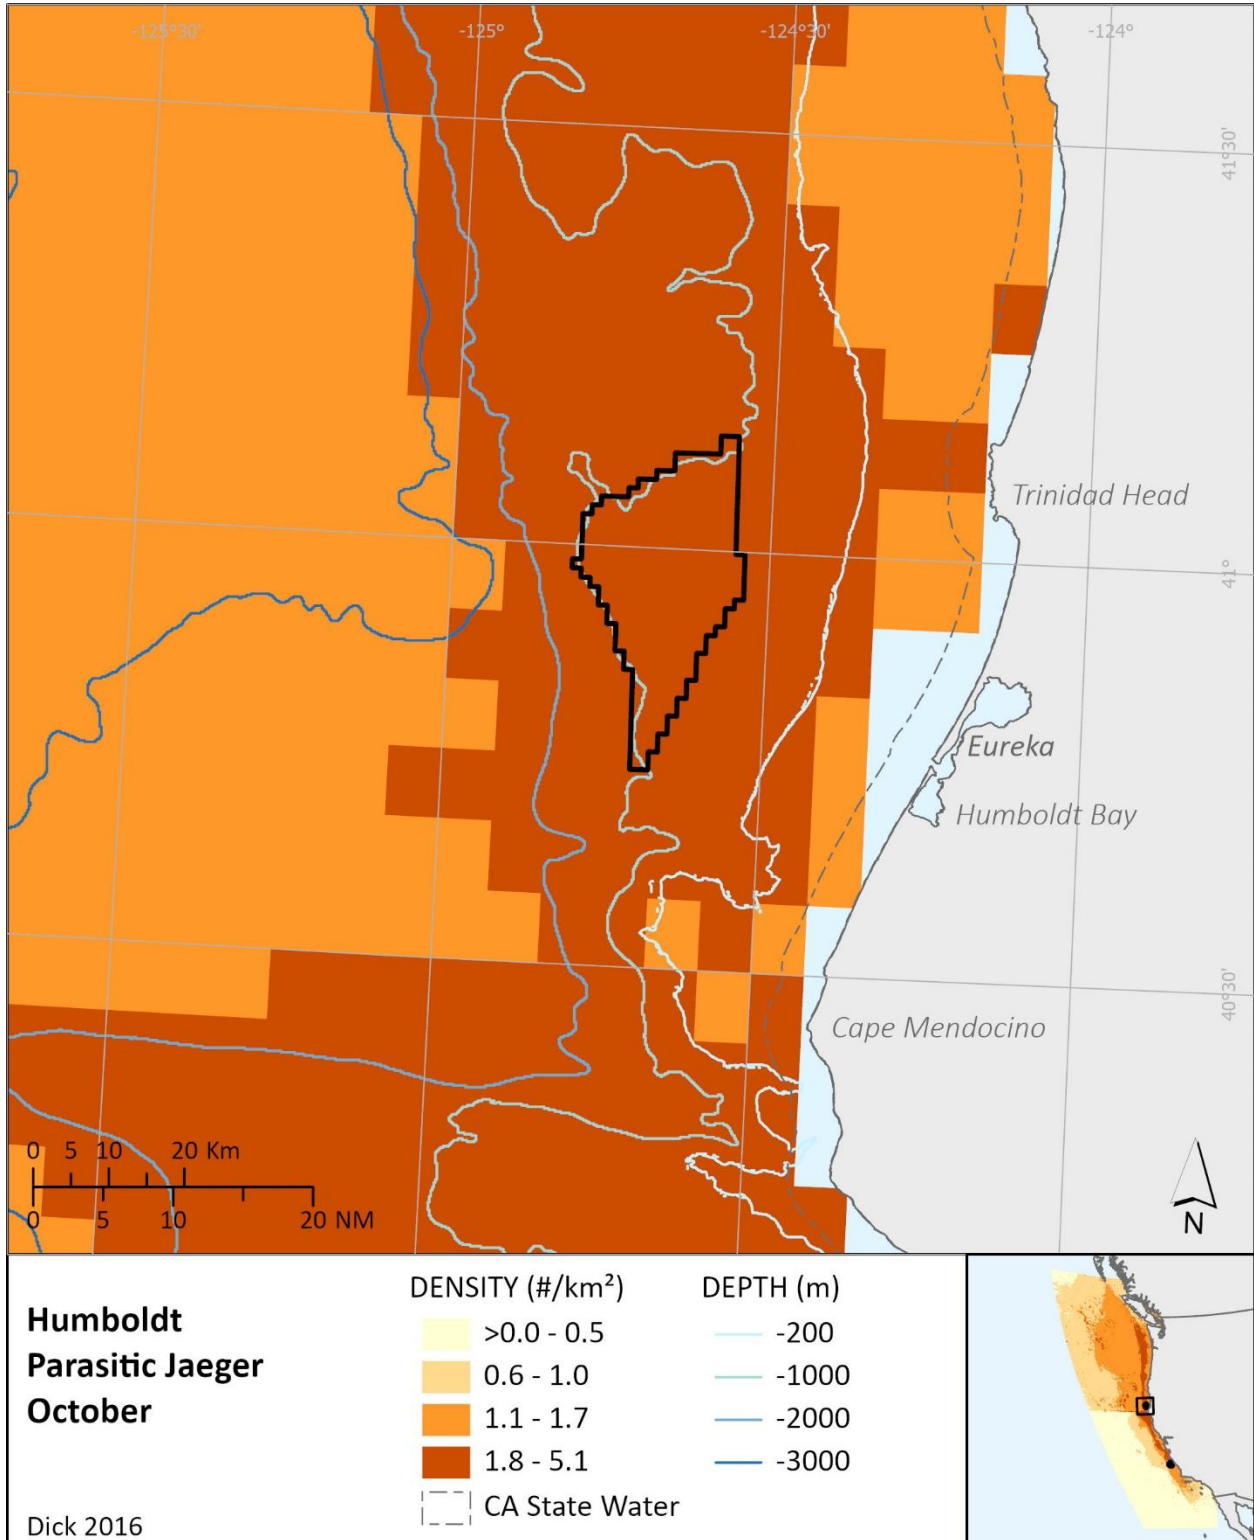 -125°30'
-125°
-124°30'
-124°
41°30'
Trinidad Head
41°
Eureka
Humboldt Bay
40°30'
Cape Mendocino
0 5 10 20 Km
0 5 10 20 NM
N
Humboldt
Parasitic Jaeger
October
Dick 2016
DENSITY (#/km²)
>0.0 - 0.5
0.6 - 1.0
1.1 - 1.7
1.8 - 5.1
CA State Water
DEPTH (m)
-200
-1000
-2000
-3000